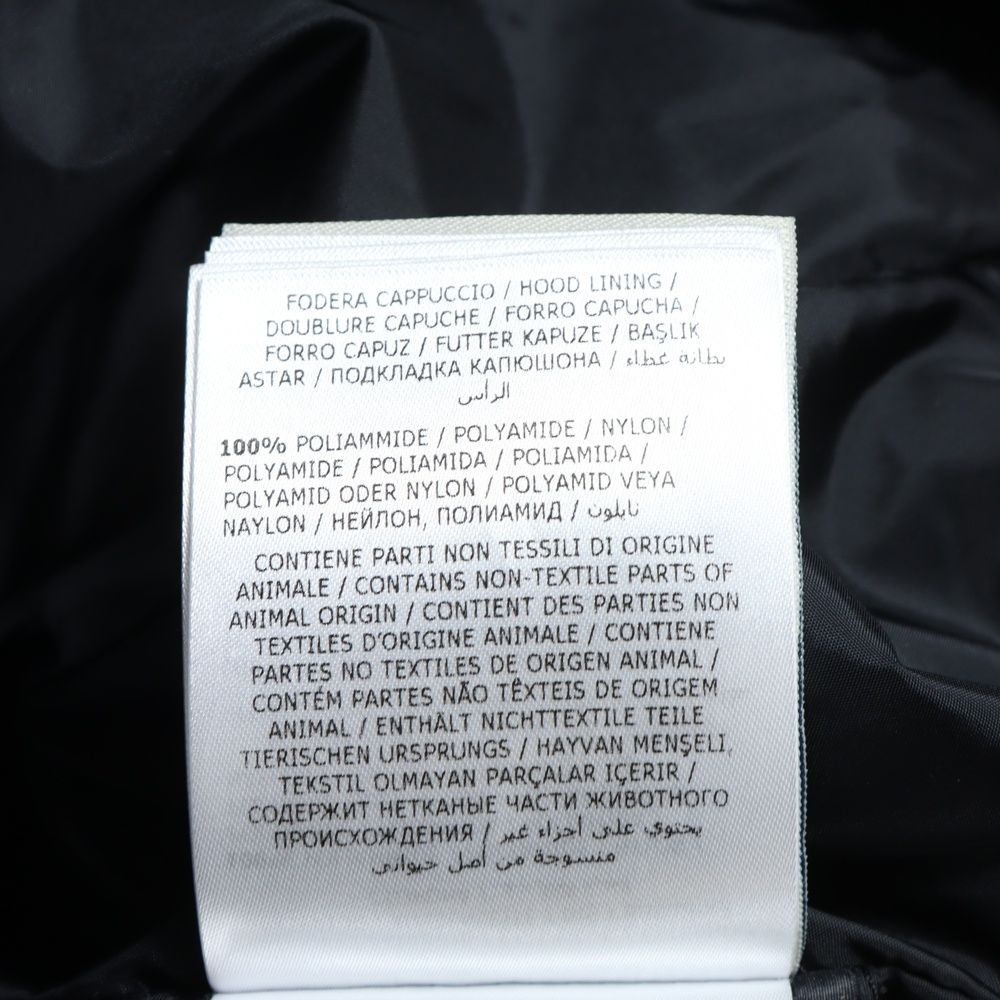 FODERA CAPPUCCIO / HOOD LINING /
DOUBLURE CAPUCHE / FORRO CAPUCHA /
FORRO CAPUZ / FUTTER KAPUZE / BAŞLIK
ASTAR / ПОДКЛАДКА КАПЮШОНА / بطانة غطاء
الرأس
100% POLIAMMIDE / POLYAMIDE / NYLON /
POLYAMIDE / POLIAMIDA / POLIAMIDA /
POLYAMID ODER NYLON / POLYAMID VEYA
NAYLON / НЕЙЛОН, ПОЛИАМИД / نايلون
CONTIENE PARTI NON TESSILI DI ORIGINE
ANIMALE / CONTAINS NON-TEXTILE PARTS OF
ANIMAL ORIGIN / CONTIENT DES PARTIES NON
TEXTILES D'ORIGINE ANIMALE / CONTIENE
PARTES NO TEXTILES DE ORIGEN ANIMAL /
CONTÉM PARTES NÃO TÊXTEIS DE ORIGEM
ANIMAL / ENTHÄLT NICHTTEXTILE TEILE
TIERISCHEN URSPRUNGS / HAYVAN MENŞELI,
TEKSTIL OLMAYAN PARÇALAR IÇERIR /
СОДЕРЖИТ НЕТКАНЫЕ ЧАСТИ ЖИВОТНОГО
ПРОИСХОЖДЕНИЯ / يحتوي على أجزاء غير
منسوجة من أصل حيواني